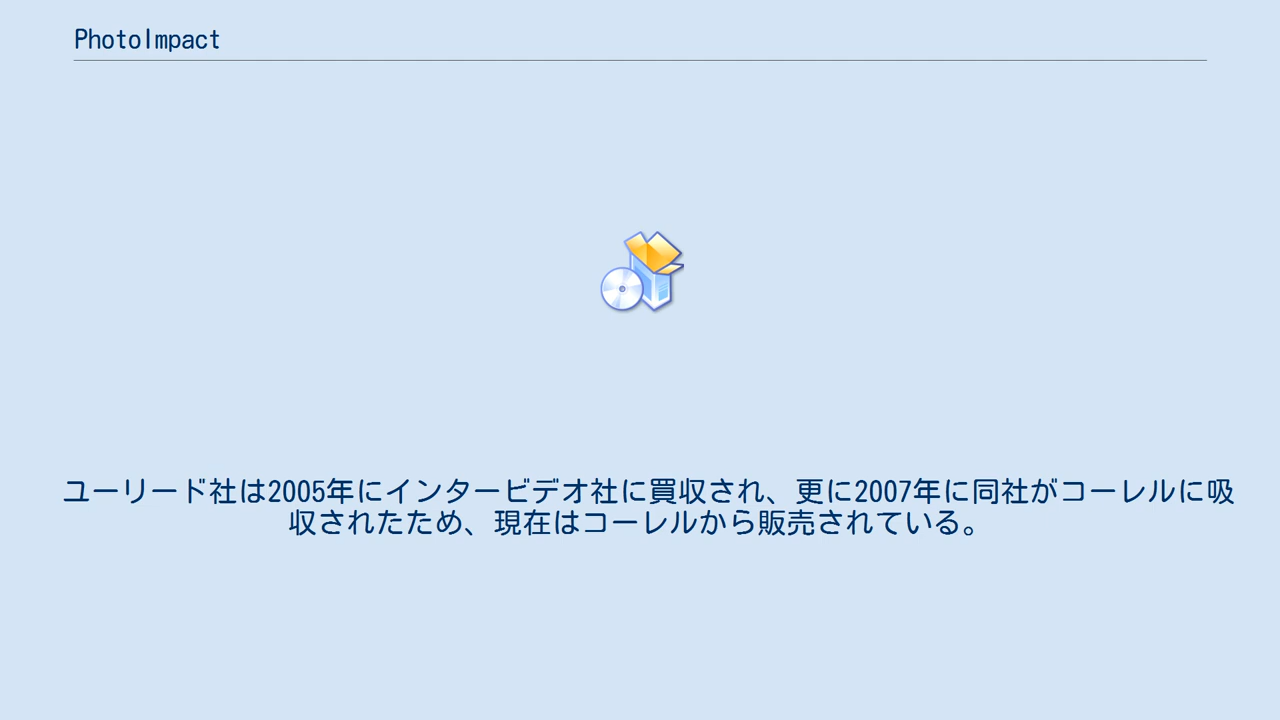 PhotoImpact
ユーリード社は2005年にインタービデオ社に買収され、更に2007年に同社がコーレルに吸
収されたため、現在はコーレルから販売されている。